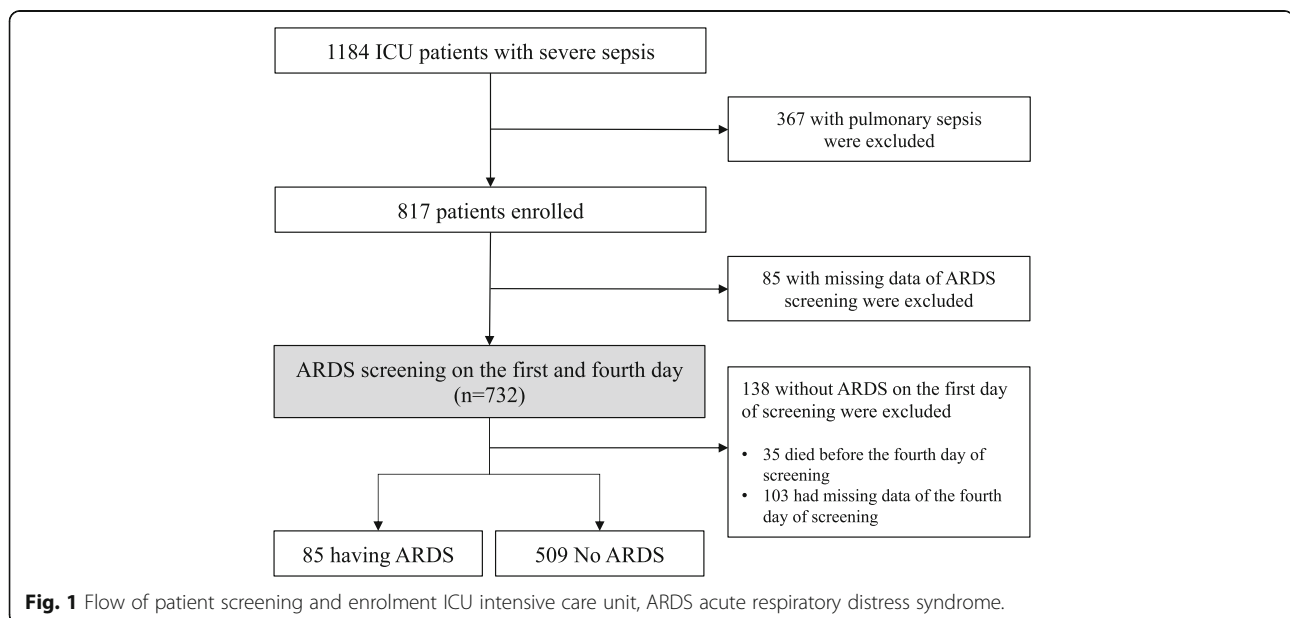 1184 ICU patients with severe sepsis
367 with pulmonary sepsis
were excluded
817 patients enrolled
85 with missing data of ARDS
screening were excluded
ARDS screening on the first and fourth day
(n=732)
138 without ARDS on the first day
of screening were excluded
• 35 died before the fourth day of
screening
• 103 had missing data of the fourth
day of screening
85 having ARDS
509 No ARDS
Fig. 1 Flow of patient screening and enrolment ICU intensive care unit, ARDS acute respiratory distress syndrome.